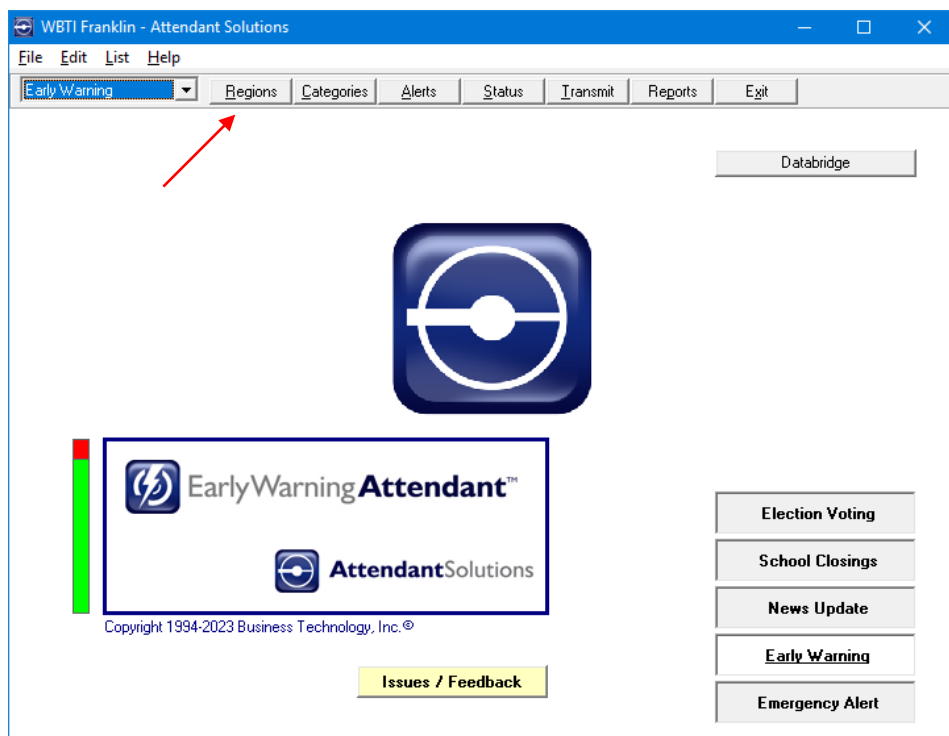 WBTI Franklin - Attendant Solutions
File Edit List Help
Early Warning Regions Categories Alerts Status Transmit Reports Exit
Databridge
EarlyWarningAttendant™
AttendantSolutions
Copyright 1994-2023 Business Technology, Inc.©
Issues / Feedback
Election Voting
School Closings
News Update
Early Warning
Emergency Alert